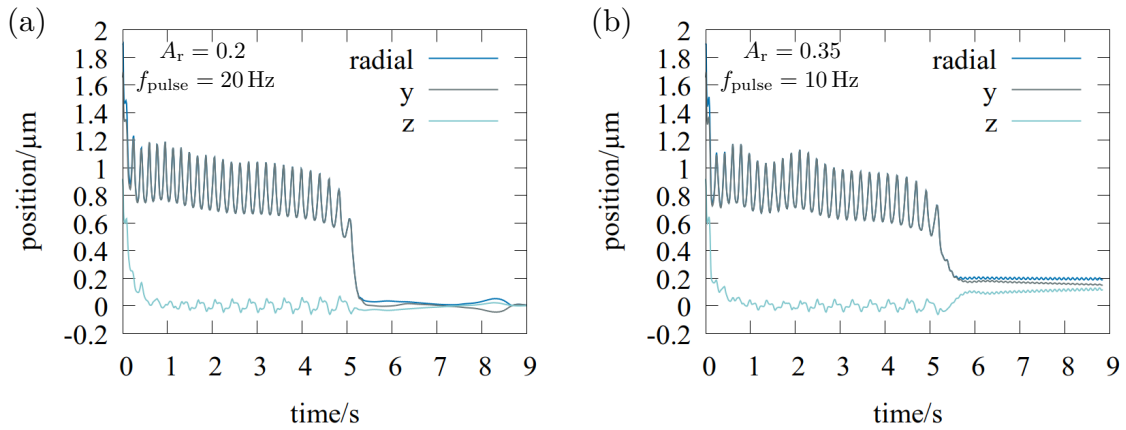 (a)
A_r = 0.2
f_pulse = 20 Hz
radial
y
z
position/µm
2
1.8
1.6
1.4
1.2
1
0.8
0.6
0.4
0.2
0
-0.2
0 1 2 3 4 5 6 7 8 9
time/s
(b)
A_r = 0.35
f_pulse = 10 Hz
radial
y
z
position/µm
2
1.8
1.6
1.4
1.2
1
0.8
0.6
0.4
0.2
0
-0.2
0 1 2 3 4 5 6 7 8 9
time/s